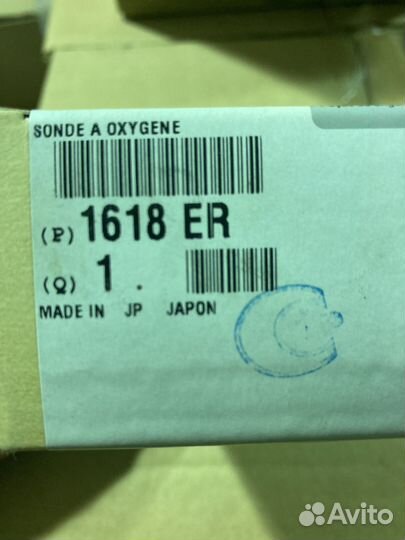 SONDE A OXYGENE
(P) 1618 ER
(Q) 1 .
MADE IN JP JAPON
Avito